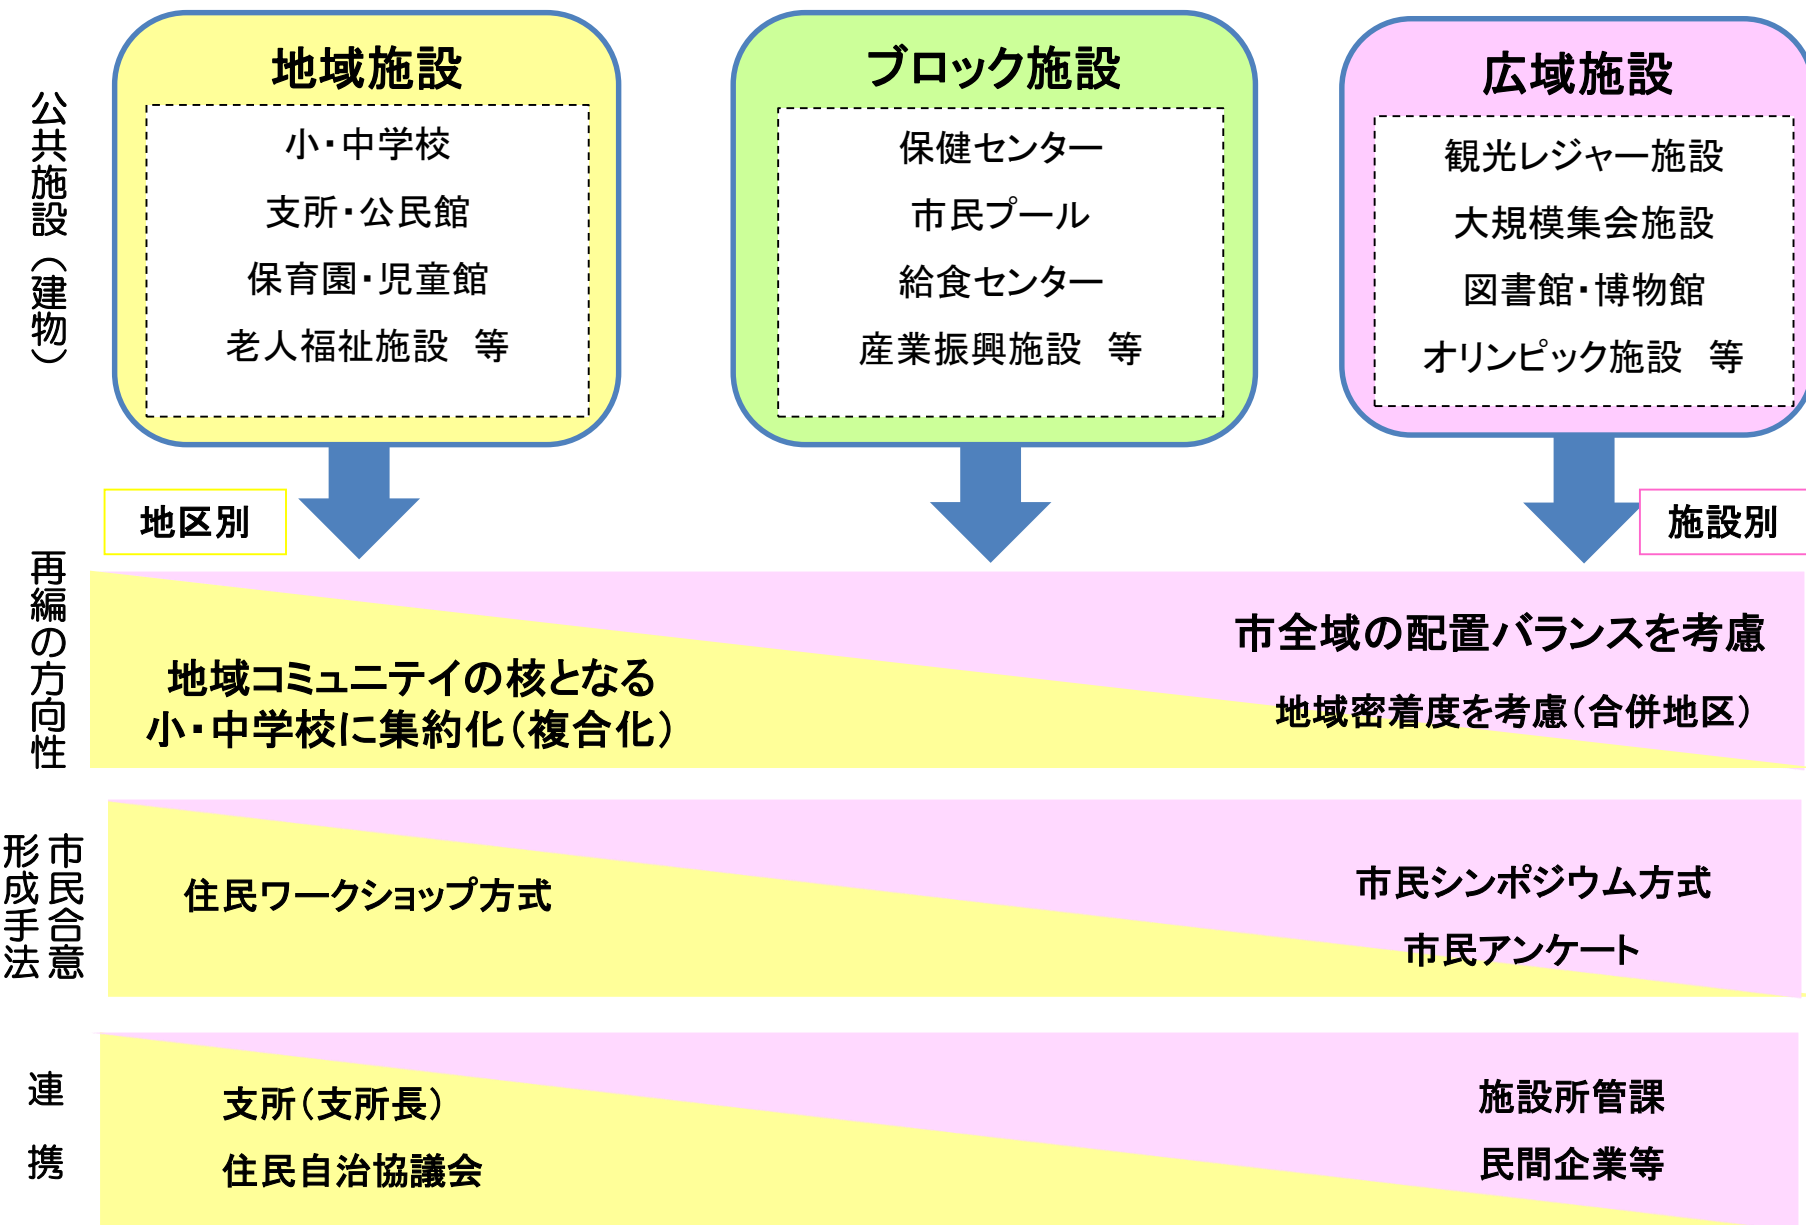 公共施設（建物）
地域施設
小・中学校
支所・公民館
保育園・児童館
老人福祉施設　等
ブロック施設
保健センター
市民プール
給食センター
産業振興施設　等
広域施設
観光レジャー施設
大規模集会施設
図書館・博物館
オリンピック施設　等
地区別
施設別
再編の方向性
地域コミュニテイの核となる
小・中学校に集約化（複合化）
市全域の配置バランスを考慮
地域密着度を考慮（合併地区）
市民合意
形成手法
住民ワークショップ方式
市民シンポジウム方式
市民アンケート
連　携
支所（支所長）
住民自治協議会
施設所管課
民間企業等